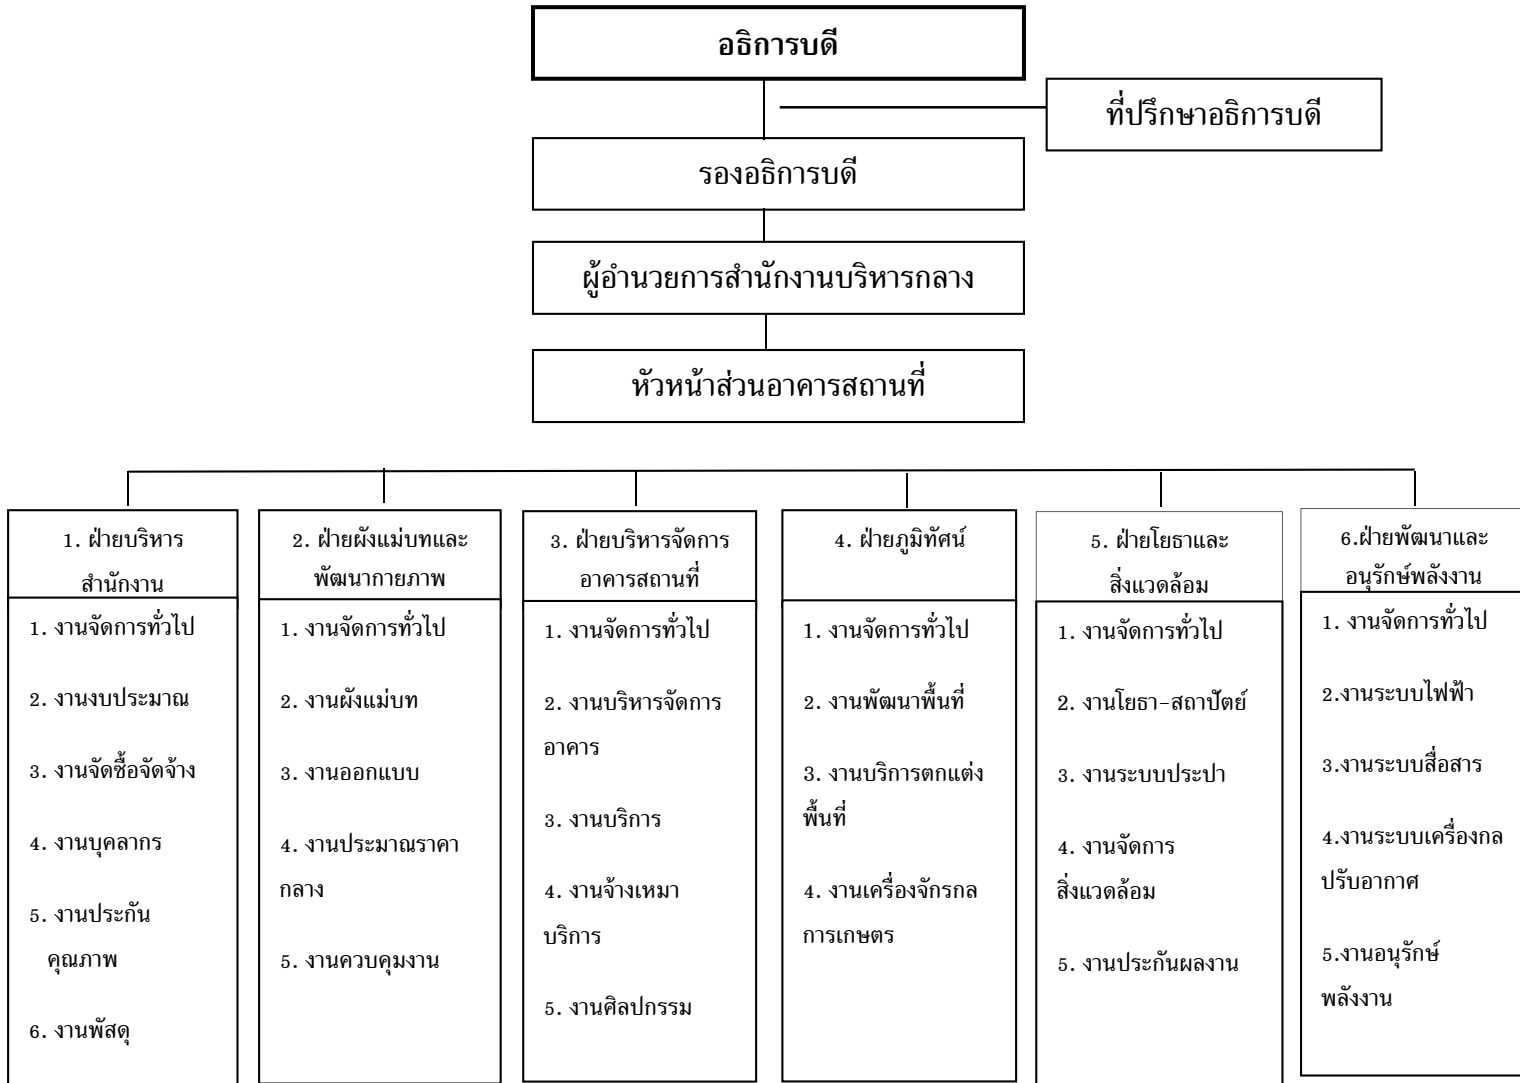 อธิการบดี
ที่ปรึกษาอธิการบดี
รองอธิการบดี
ผู้อำนวยการสำนักงานบริหารกลาง
หัวหน้าส่วนอาคารสถานที่
1. ฝ่ายบริหาร
สำนักงาน
1. งานจัดการทั่วไป
2. งานงบประมาณ
3. งานจัดซื้อจัดจ้าง
4. งานบุคลากร
5. งานประกัน
คุณภาพ
6. งานพัสดุ
2. ฝ่ายผังแม่บทและ
พัฒนากายภาพ
1. งานจัดการทั่วไป
2. งานผังแม่บท
3. งานออกแบบ
4. งานประมาณราคา
กลาง
5. งานควบคุมงาน
3. ฝ่ายบริหารจัดการ
อาคารสถานที่
1. งานจัดการทั่วไป
2. งานบริหารจัดการ
อาคาร
3. งานบริการ
4. งานจ้างเหมา
บริการ
5. งานศิลปกรรม
4. ฝ่ายภูมิทัศน์
1. งานจัดการทั่วไป
2. งานพัฒนาพื้นที่
3. งานบริการตกแต่ง
พื้นที่
4. งานเครื่องจักรกล
การเกษตร
5. ฝ่ายโยธาและ
สิ่งแวดล้อม
1. งานจัดการทั่วไป
2. งานโยธา-สถาปัตย์
3. งานระบบประปา
4. งานจัดการ
สิ่งแวดล้อม
5. งานประกันผลงาน
6.ฝ่ายพัฒนาและ
อนุรักษ์พลังงาน
1. งานจัดการทั่วไป
2.งานระบบไฟฟ้า
3.งานระบบสื่อสาร
4.งานระบบเครื่องกล
ปรับอากาศ
5.งานอนุรักษ์
พลังงาน